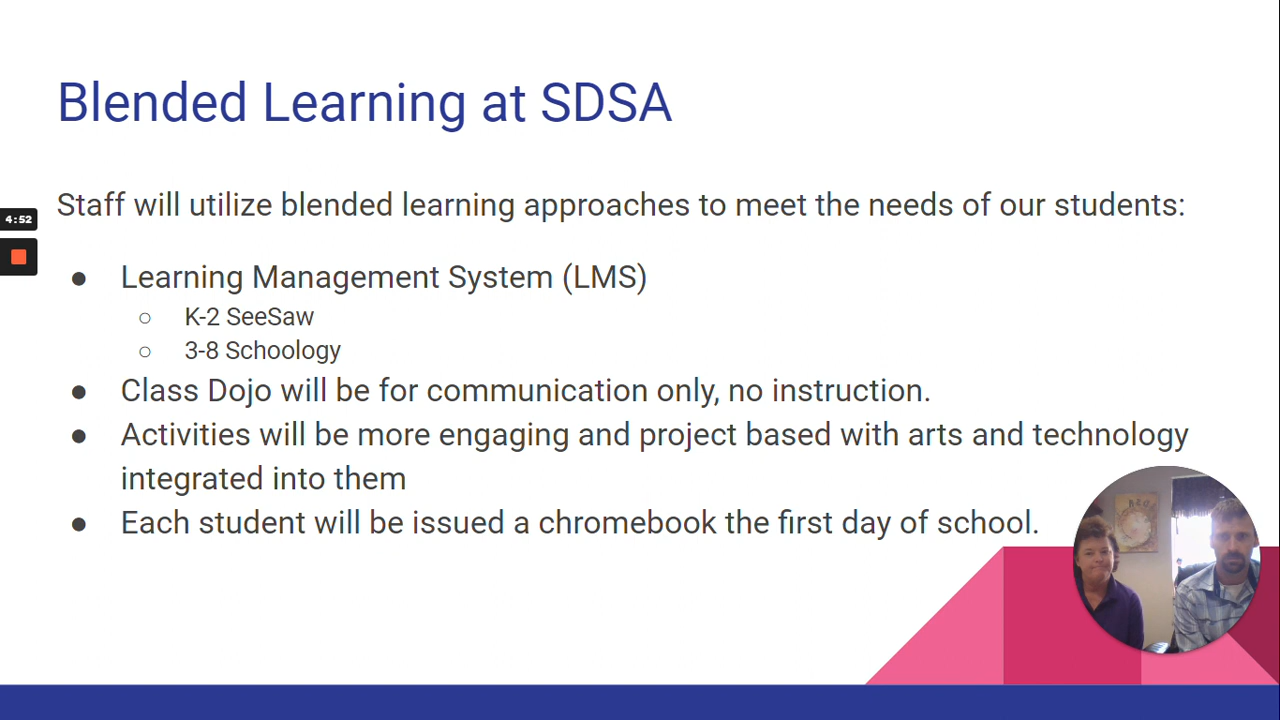 Blended Learning at SDSA
Staff will utilize blended learning approaches to meet the needs of our students:
4:52
● Learning Management System (LMS)
○ K-2 SeeSaw
○ 3-8 Schoology
● Class Dojo will be for communication only, no instruction.
● Activities will be more engaging and project based with arts and technology
integrated into them
● Each student will be issued a chromebook the first day of school.